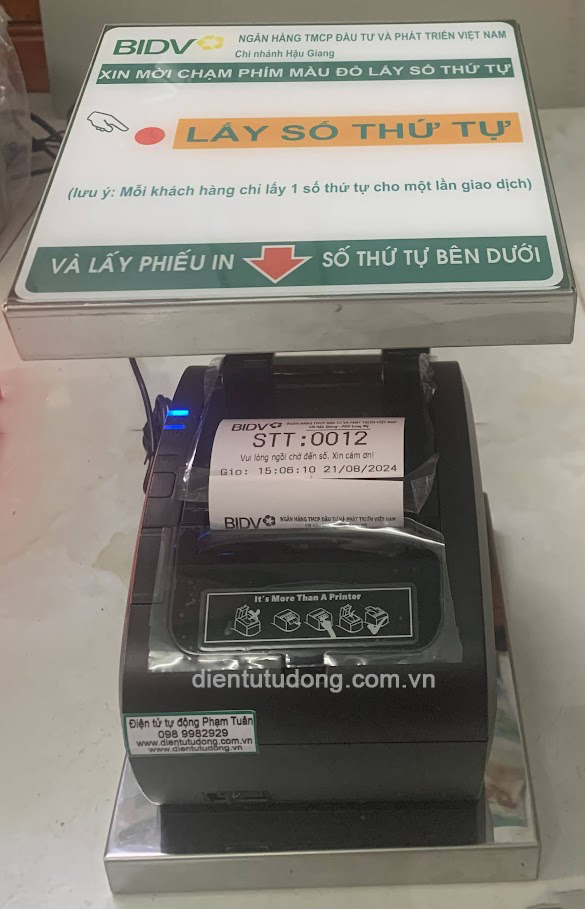 BIDV
NGÂN HÀNG TMCP ĐẦU TƯ VÀ PHÁT TRIỂN VIỆT NAM
Chi nhánh Hậu Giang
XIN MỜI CHẠM PHÍM MÀU ĐỎ LẤY SỐ THỨ TỰ
LẤY SỐ THỨ TỰ
(lưu ý: Mỗi khách hàng chỉ lấy 1 số thứ tự cho một lần giao dịch)
VÀ LẤY PHIẾU IN SỐ THỨ TỰ BÊN DƯỚI
BIDV NGÂN HÀNG TMCP ĐẦU TƯ VÀ PHÁT TRIỂN VIỆT NAM
STT:0012
Vui lòng ngồi chờ đến số. Xin cảm ơn!
Gio: 15:06:10 21/08/2024
BIDV NGÂN HÀNG TMCP ĐẦU TƯ VÀ PHÁT TRIỂN VIỆT NAM
It's More Than A Printer
dientutudong.com.vn
Điện tử tự động Phạm Tuân
098 9982929
www.dientutudong.com.vn
www.dientutudong.vn